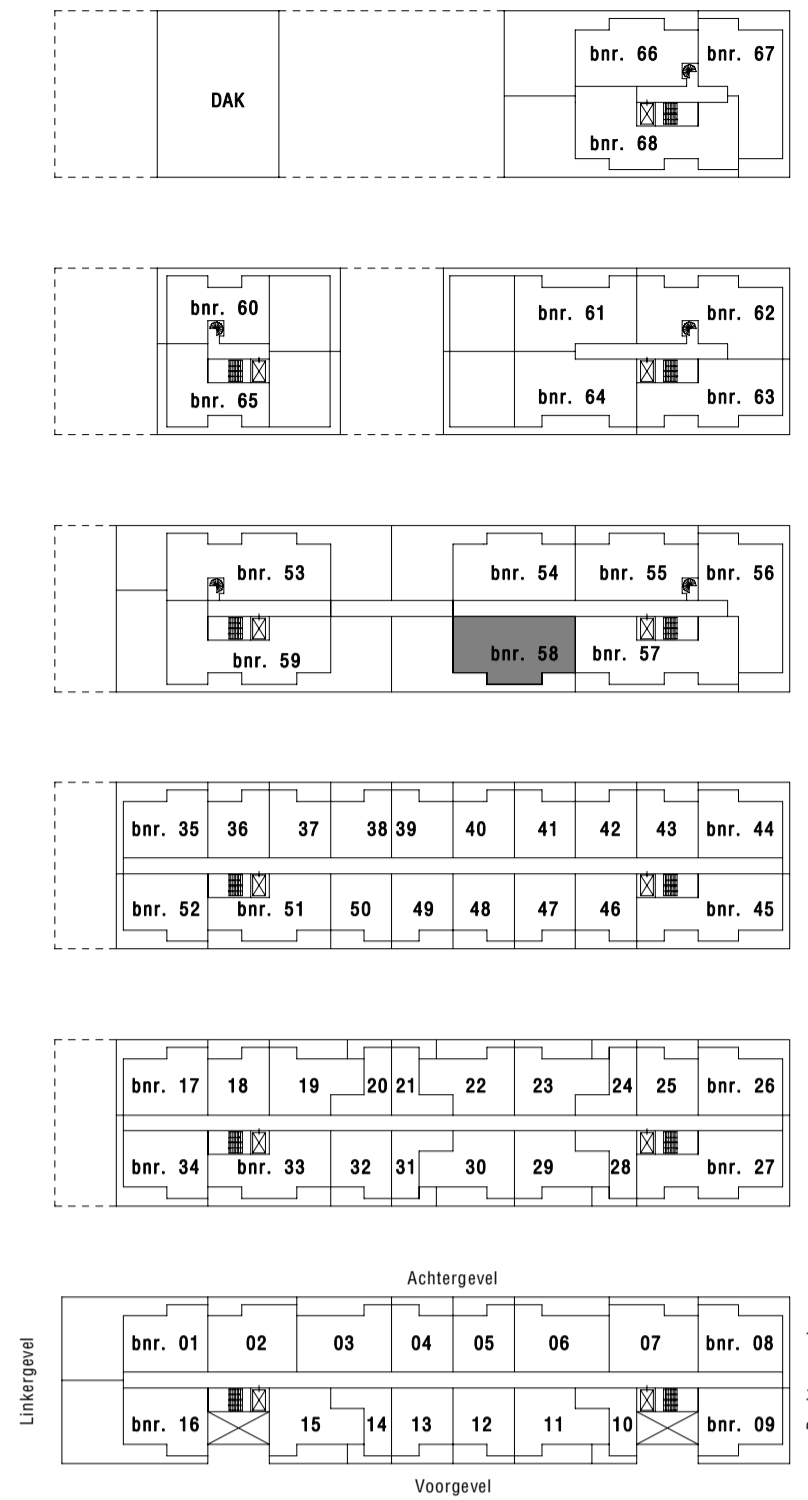 bnr. 66 bnr. 67
DAK
bnr. 68
bnr. 60 bnr. 61 bnr. 62
bnr. 65 bnr. 64 bnr. 63
bnr. 53 bnr. 54 bnr. 55 bnr. 56
bnr. 59 bnr. 58 bnr. 57
bnr. 35 36 37 38 39 40 41 42 43 bnr. 44
bnr. 52 bnr. 51 50 49 48 47 46 bnr. 45
bnr. 17 18 19 20 21 22 23 24 25 bnr. 26
bnr. 34 bnr. 33 32 31 30 29 28 bnr. 27
Achtergevel
bnr. 01 02 03 04 05 06 07 bnr. 08
Linkergevel
bnr. 16 15 14 13 12 11 10 bnr. 09
Voorgevel